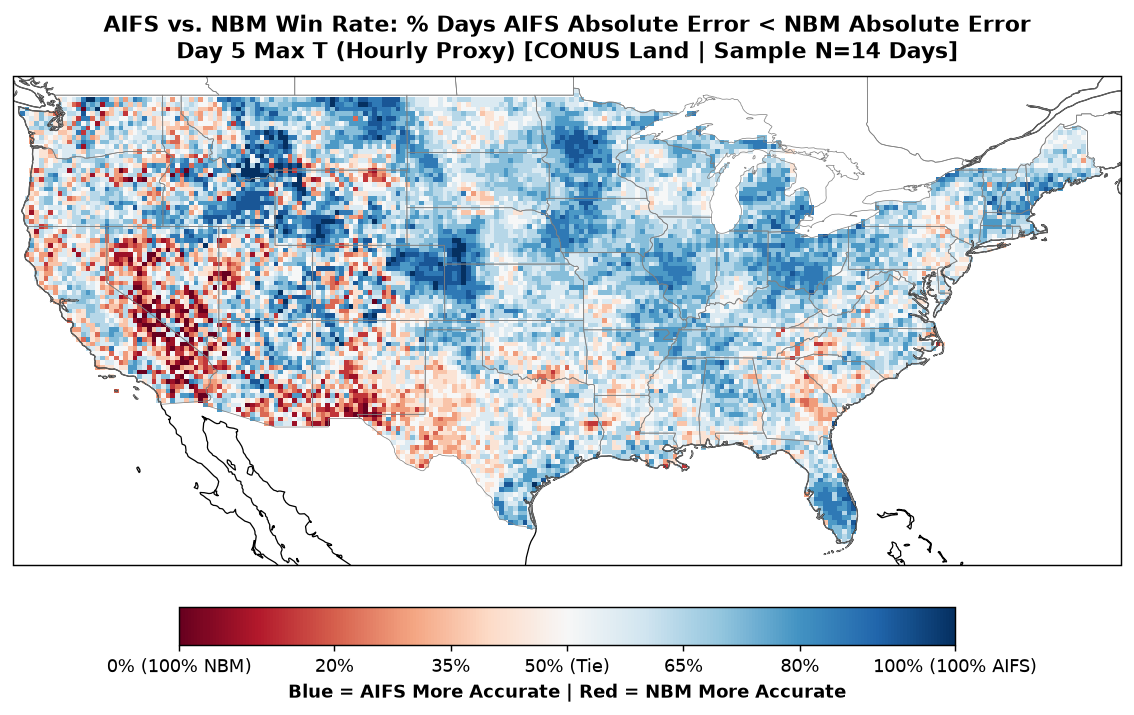 AIFS vs. NBM Win Rate: % Days AIFS Absolute Error < NBM Absolute Error
Day 5 Max T (Hourly Proxy) [CONUS Land | Sample N=14 Days]
0% (100% NBM) 20% 35% 50% (Tie) 65% 80% 100% (100% AIFS)
Blue = AIFS More Accurate | Red = NBM More Accurate